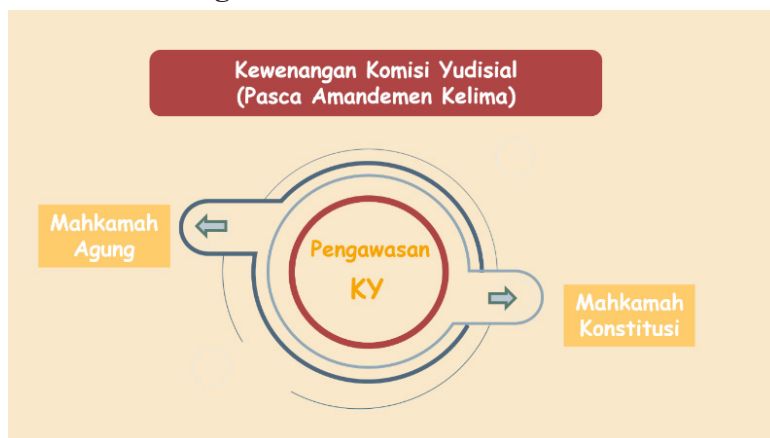 Kewenangan Komisi Yudisial
(Pasca Amandemen Kelima)
Mahkamah
Agung
Pengawasan
KY
Mahkamah
Konstitusi